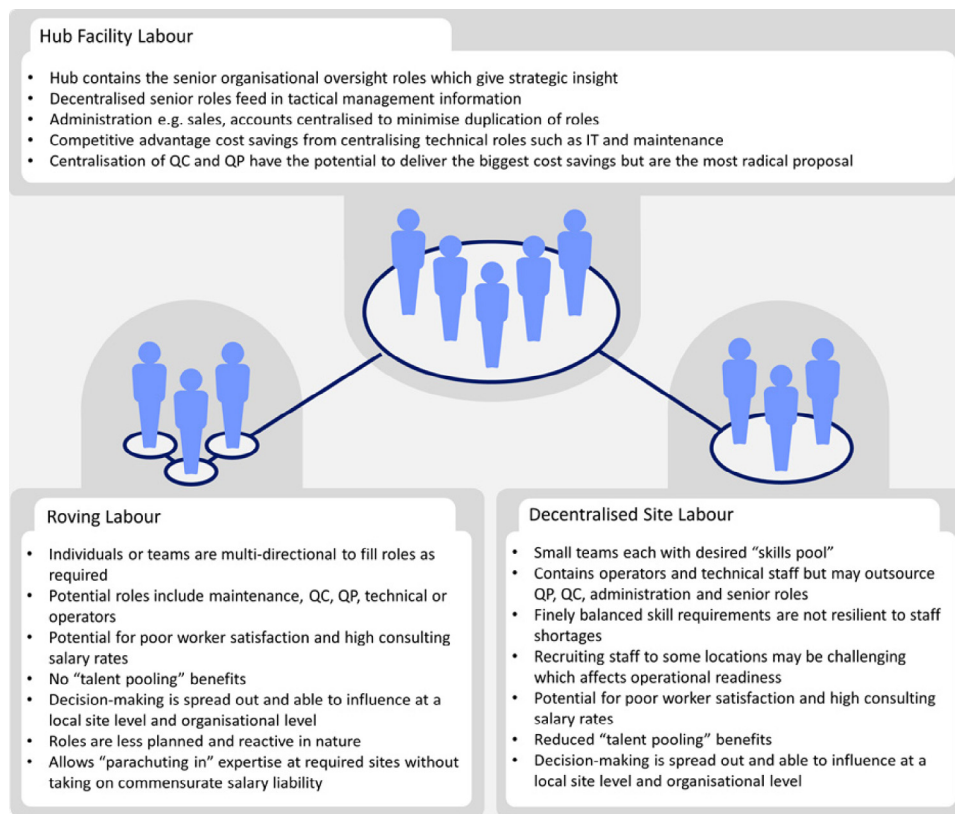 Hub Facility Labour
• Hub contains the senior organisational oversight roles which give strategic insight
• Decentralised senior roles feed in tactical management information
• Administration e.g. sales, accounts centralised to minimise duplication of roles
• Competitive advantage cost savings from centralising technical roles such as IT and maintenance
• Centralisation of QC and QP have the potential to deliver the biggest cost savings but are the most radical proposal
Roving Labour
• Individuals or teams are multi-directional to fill roles as
required
• Potential roles include maintenance, QC, QP, technical or
operators
• Potential for poor worker satisfaction and high consulting
salary rates
• No “talent pooling” benefits
• Decision-making is spread out and able to influence at a
local site level and organisational level
• Roles are less planned and reactive in nature
• Allows “parachuting in” expertise at required sites without
taking on commensurate salary liability
Decentralised Site Labour
• Small teams each with desired “skills pool”
• Contains operators and technical staff but may outsource
QP, QC, administration and senior roles
• Finely balanced skill requirements are not resilient to staff
shortages
• Recruiting staff to some locations may be challenging
which affects operational readiness
• Potential for poor worker satisfaction and high consulting
salary rates
• Reduced “talent pooling” benefits
• Decision-making is spread out and able to influence at a
local site level and organisational level